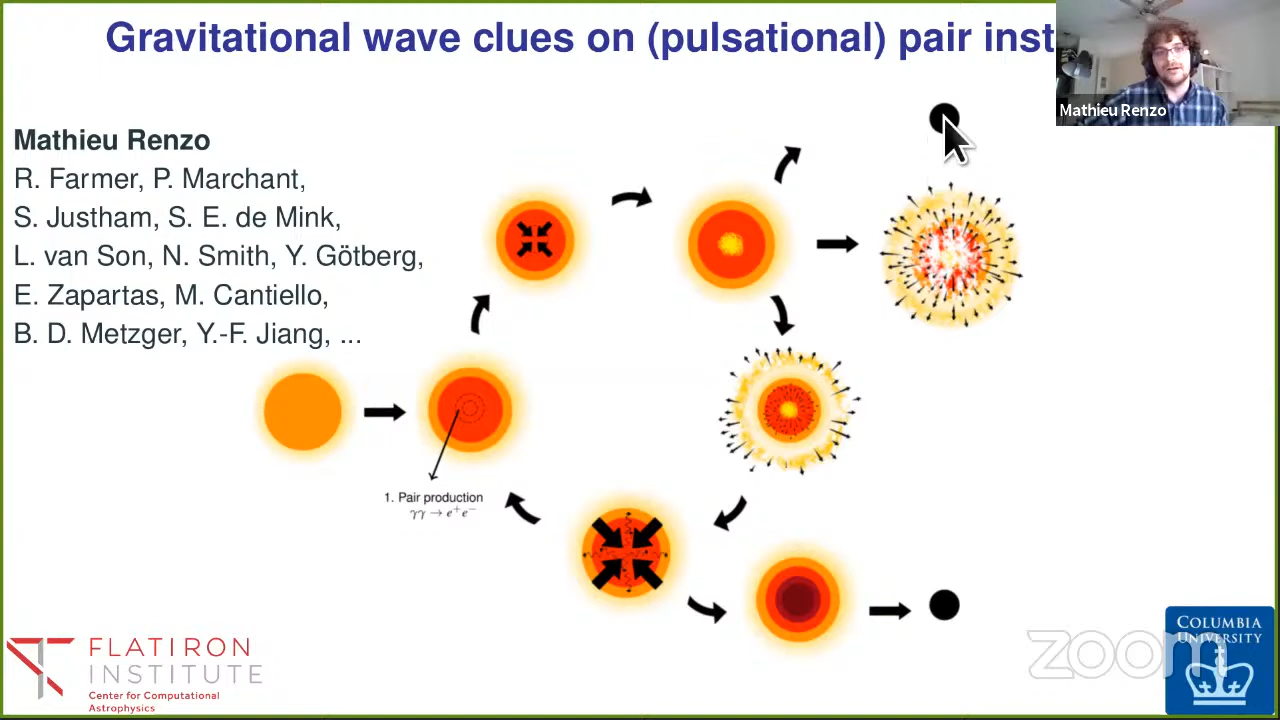 Gravitational wave clues on (pulsational) pair inst
Mathieu Renzo
Mathieu Renzo
R. Farmer, P. Marchant,
S. Justham, S. E. de Mink,
L. van Son, N. Smith, Y. Götberg,
E. Zapartas, M. Cantiello,
B. D. Metzger, Y.-F. Jiang, ...
1. Pair production
γγ → e⁺e⁻
FLATIRON
INSTITUTE
Center for Computational
Astrophysics
zoom
COLUMBIA
UNIVERSITY